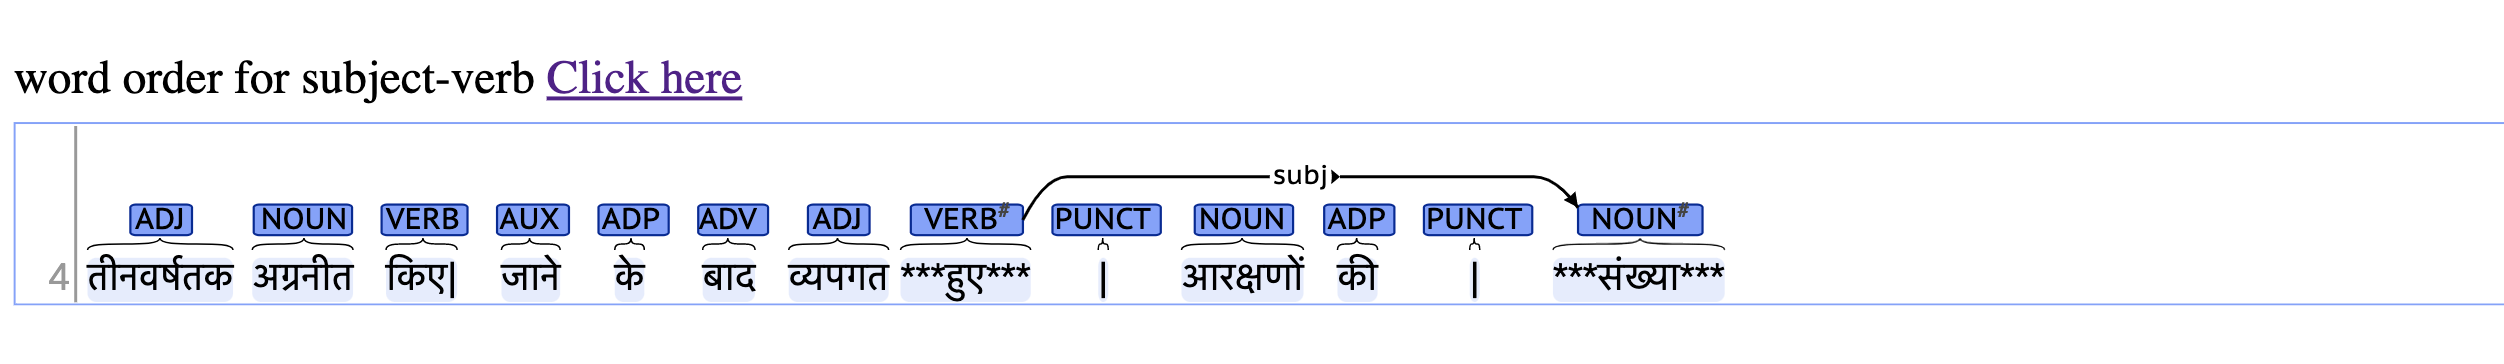 word order for subject-verb Click here
subj
ADJ NOUN VERB AUX ADP ADV ADJ VERB# PUNCT NOUN ADP PUNCT NOUN#
4 तीनवर्षतक अग्रनीत किए| जाने के बाद व्यपगत ***हुए*** | आरक्षणों की | ***संख्या***